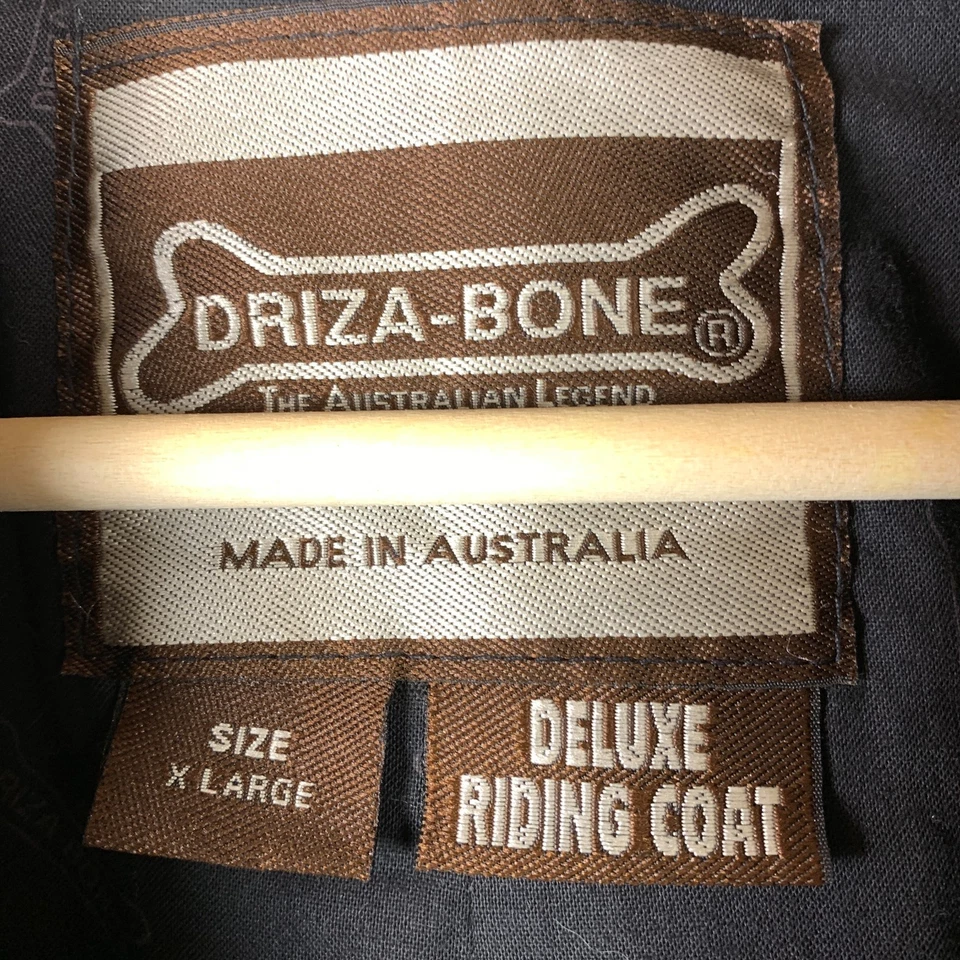 DRIZA-BONE®
THE AUSTRALIAN LEGEND
MADE IN AUSTRALIA
SIZE
X LARGE
DELUXE
RIDING COAT